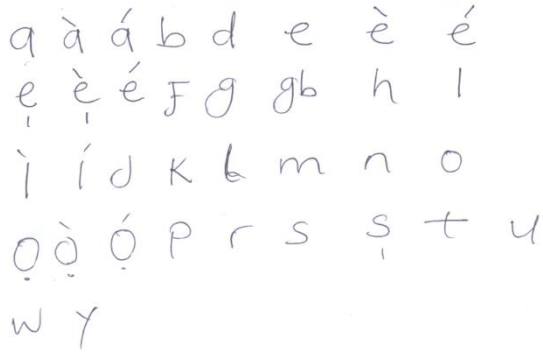 a à á b d e è é
ẹ ẹ̀ é F g gb h I
ì í J K l m n o
ọ ọ̀ ọ́ p r s ṣ t u
w y